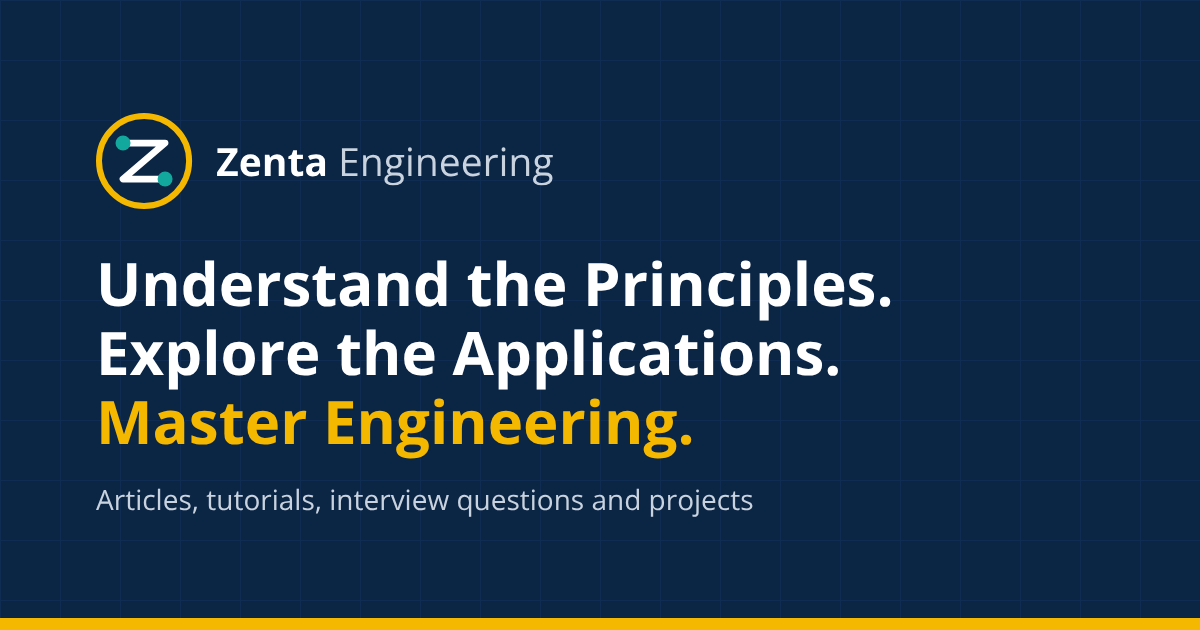 Zenta Engineering
Understand the Principles.
Explore the Applications.
Master Engineering.
Articles, tutorials, interview questions and projects